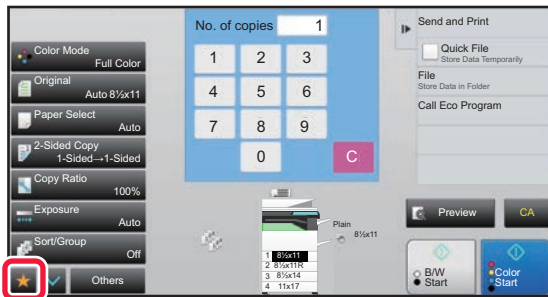 No. of copies 1
1 2 3
4 5 6
7 8 9
0 C
Color Mode
Full Color
Original
Auto 8½x11
Paper Select
Auto
2-Sided Copy
1-Sided→1-Sided
Copy Ratio
100%
Exposure
Auto
Sort/Group
Off
Others
Plain
8½x11
1 8½x11
2 8½x11R
3 8½x14
4 11x17
Send and Print
Quick File
Store Data Temporarily
File
Store Data in Folder
Call Eco Program
Preview
CA
B/W
Start
Color
Start